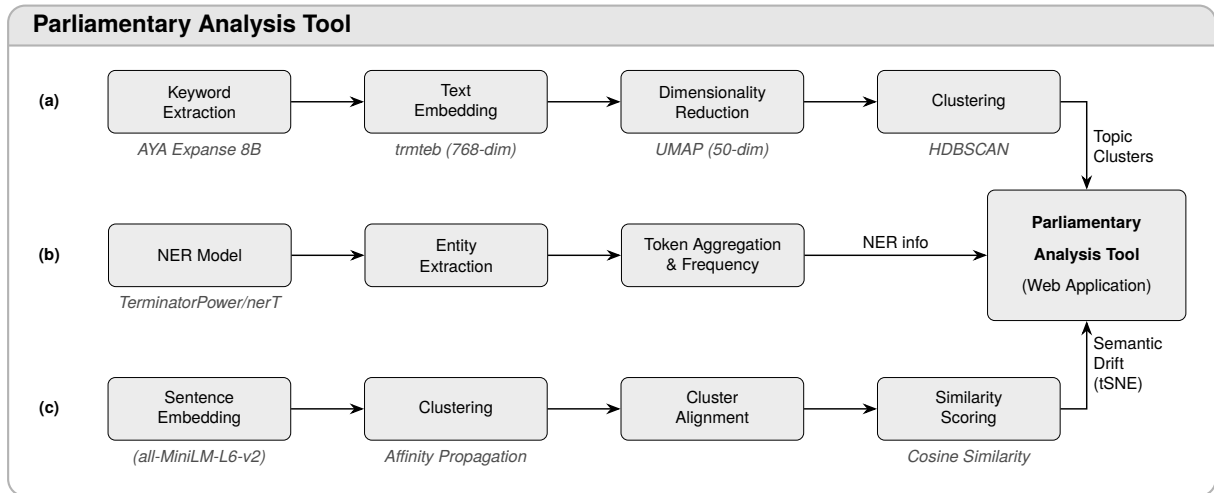 Parliamentary Analysis Tool
(a)
Keyword
Extraction
AYA Expanse 8B
Text
Embedding
trmteb (768-dim)
Dimensionality
Reduction
UMAP (50-dim)
Clustering
HDBSCAN
Topic
Clusters
(b)
NER Model
TerminatorPower/nerT
Entity
Extraction
Token Aggregation
& Frequency
NER info
Parliamentary
Analysis Tool
(Web Application)
(c)
Sentence
Embedding
(all-MiniLM-L6-v2)
Clustering
Affinity Propagation
Cluster
Alignment
Similarity
Scoring
Cosine Similarity
Semantic
Drift
(tSNE)